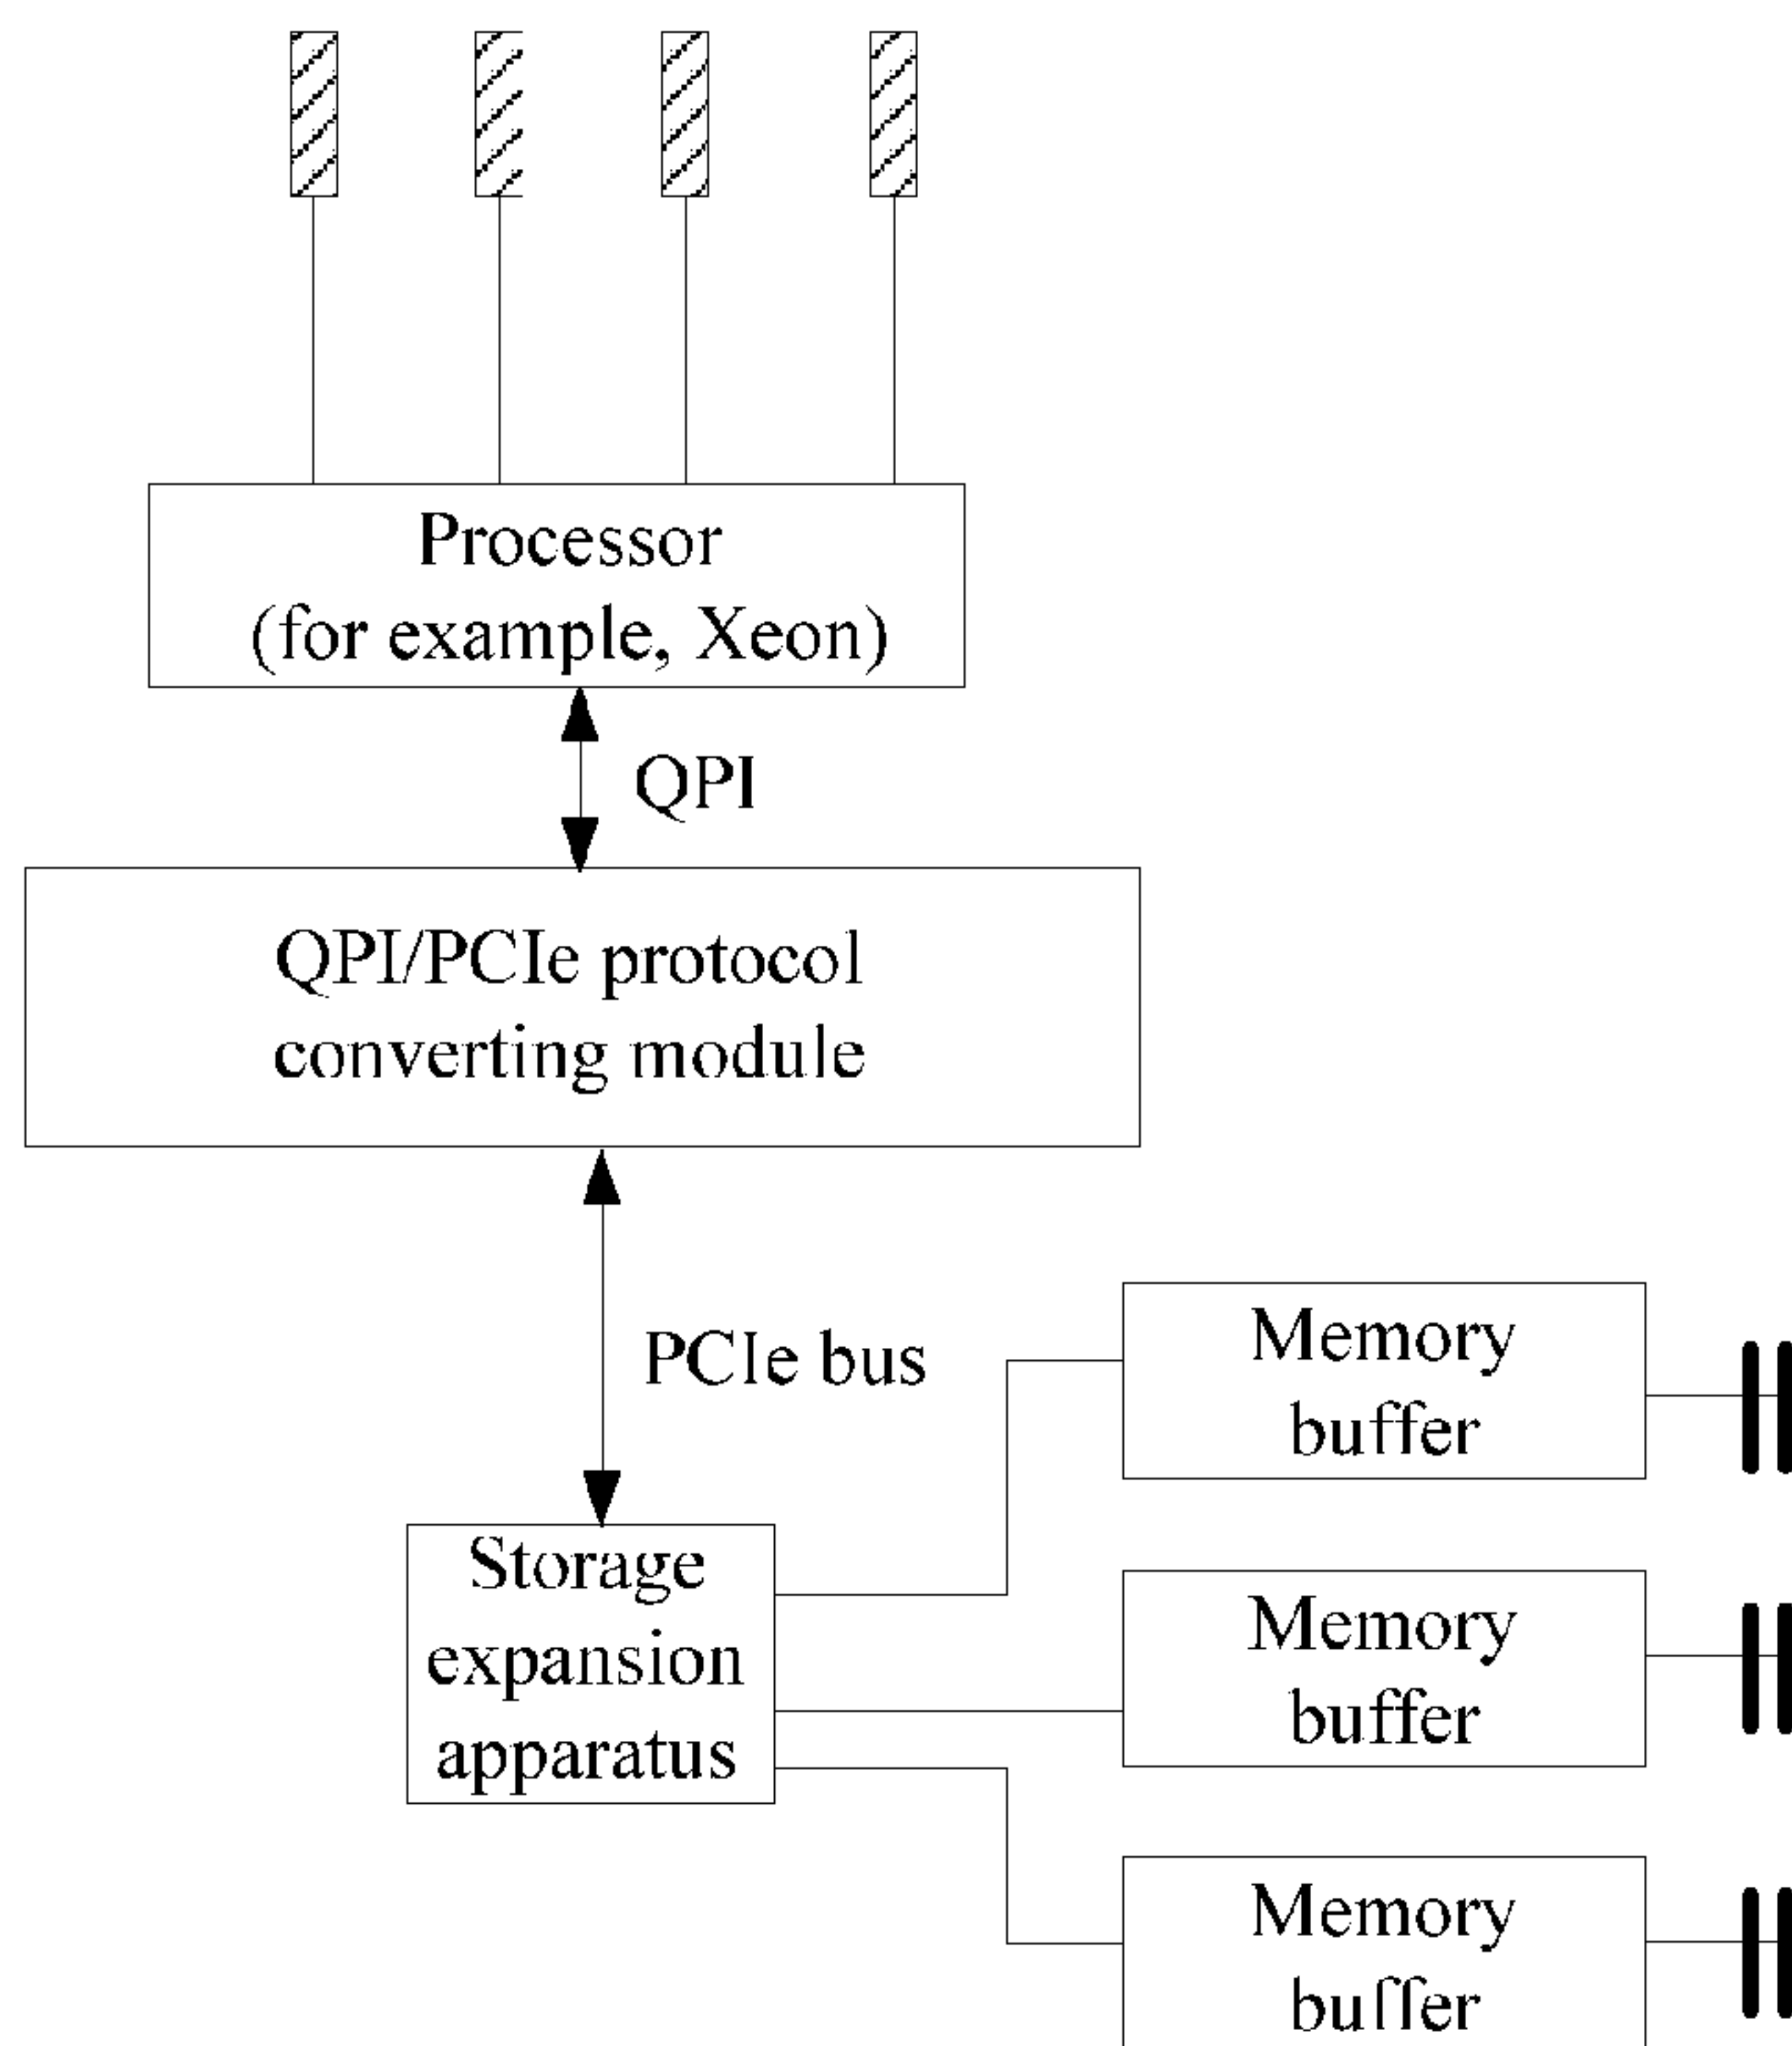 Processor
(for example, Xeon)
QPI
QPI/PCIe protocol
converting module
PCIe bus
Memory
buffer
Storage
expansion
apparatus
Memory
buffer
Memory
buffer